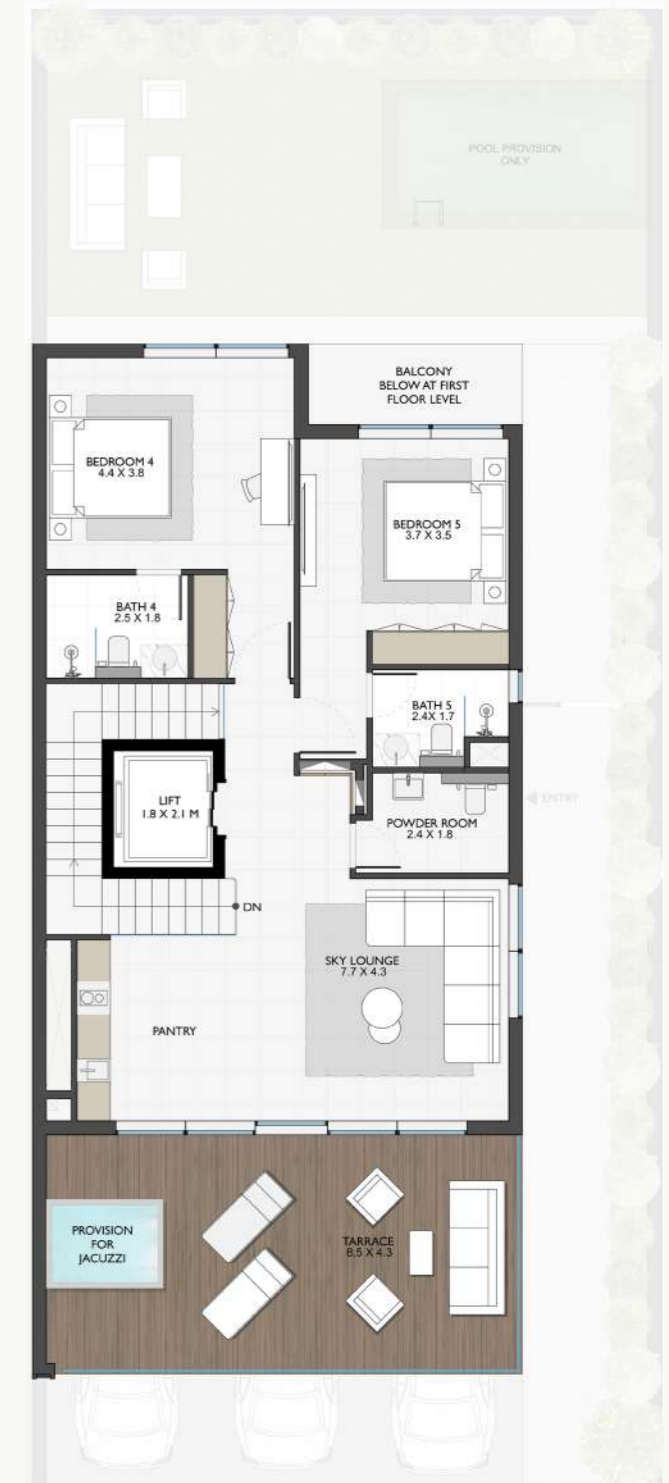 POOL PROVISION
ONLY
BALCONY
BELOW AT FIRST
FLOOR LEVEL
BEDROOM 4
4.4 X 3.8
BEDROOM 5
3.7 X 3.5
BATH 4
2.5 X 1.8
BATH 5
2.4X 1.7
LIFT
1.8 X 2.1 M
ENTRY
POWDER ROOM
2.4 X 1.8
DN
SKY LOUNGE
7.7 X 4.3
PANTRY
PROVISION
FOR
JACUZZI
TARRACE
8.5 X 4.3